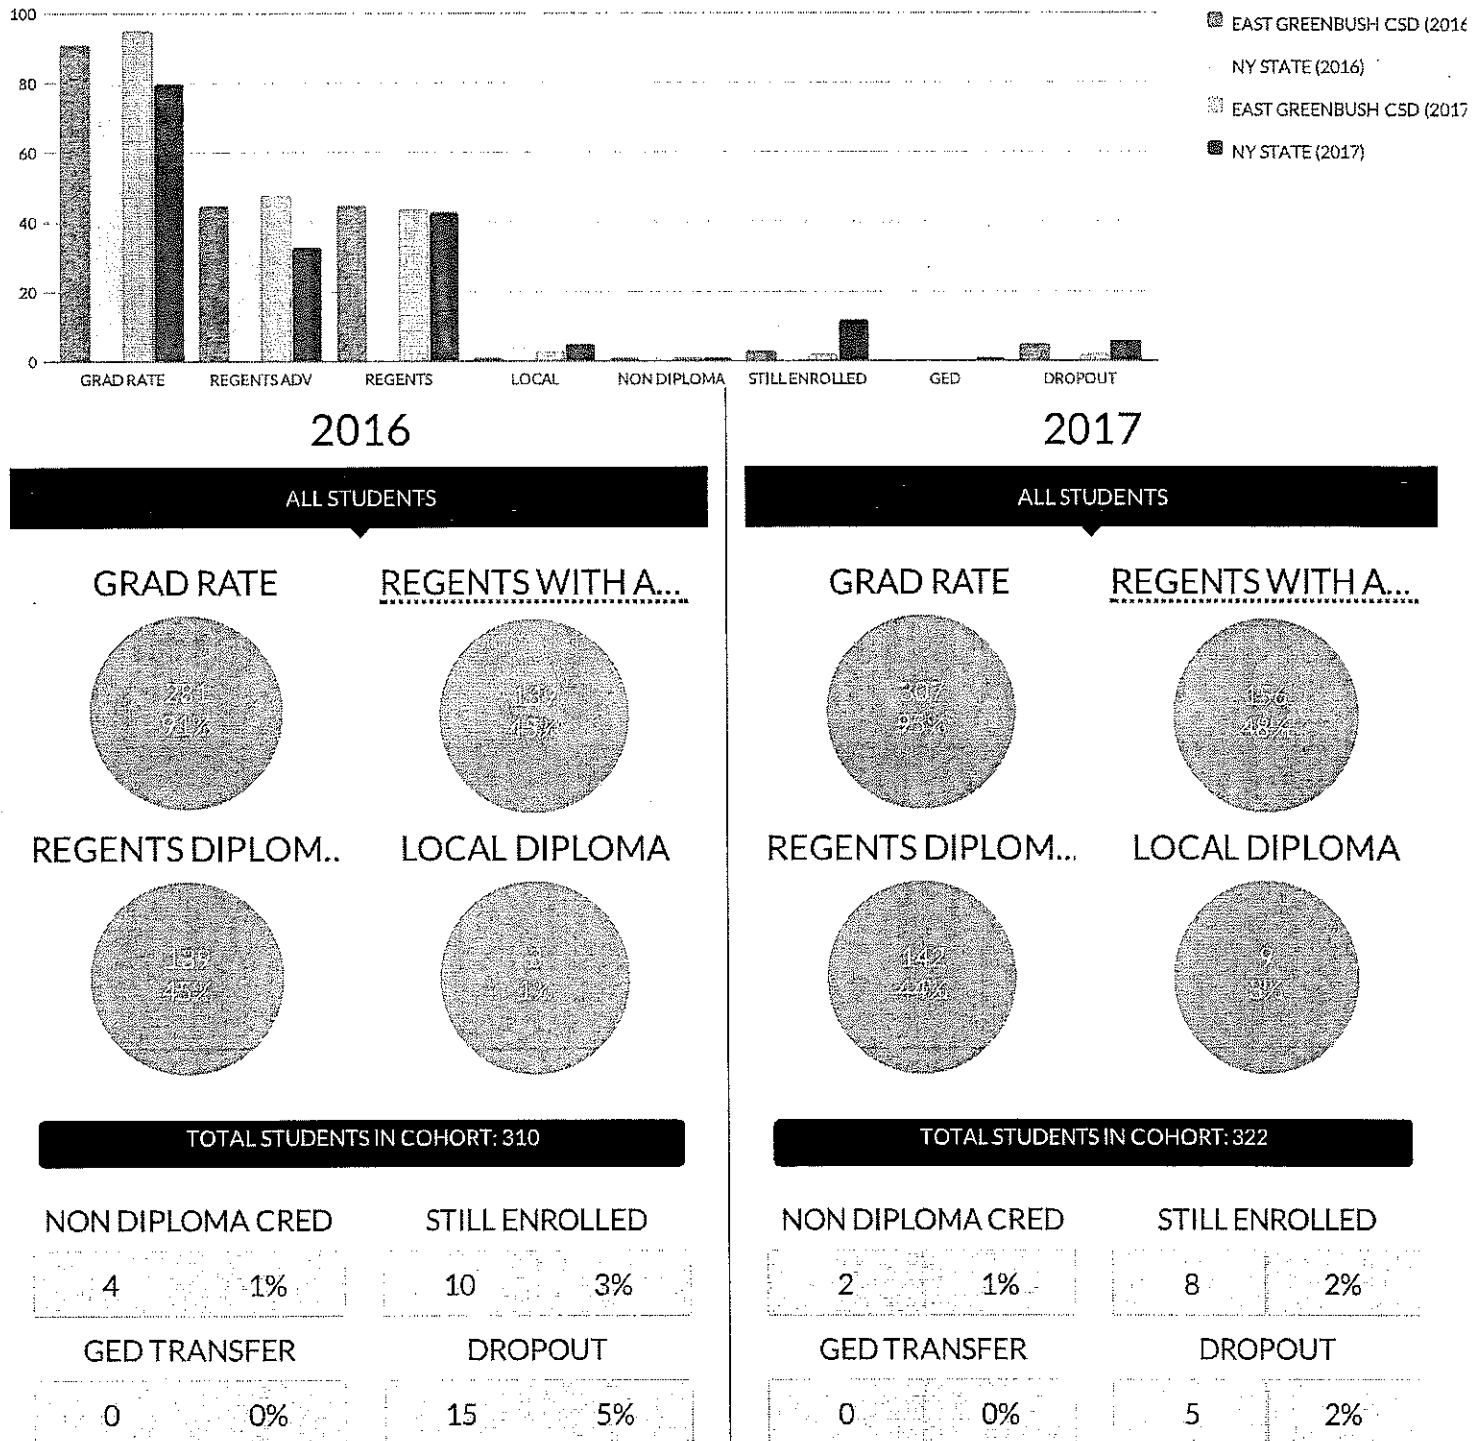 100
80
60
40
20
0
GRAD RATE
REGENTS ADV
REGENTS
LOCAL
NON DIPLOMA
STILL ENROLLED
GED
DROPOUT
EAST GREENBUSH CSD (2016
NY STATE (2016)
EAST GREENBUSH CSD (2017
NY STATE (2017)
2016
ALL STUDENTS
GRAD RATE
281
91%
REGENTS WITH A...
139
45%
REGENTS DIPLOM..
139
45%
LOCAL DIPLOMA
3
1%
TOTAL STUDENTS IN COHORT: 310
NON DIPLOMA CRED
4 1%
STILL ENROLLED
10 3%
GED TRANSFER
0 0%
DROPOUT
15 5%
2017
ALL STUDENTS
GRAD RATE
307
REGENTS WITH A...
156
48%
REGENTS DIPLOM...
142
44%
LOCAL DIPLOMA
9
3%
TOTAL STUDENTS IN COHORT: 322
NON DIPLOMA CRED
2 1%
STILL ENROLLED
8 2%
GED TRANSFER
0 0%
DROPOUT
5 2%